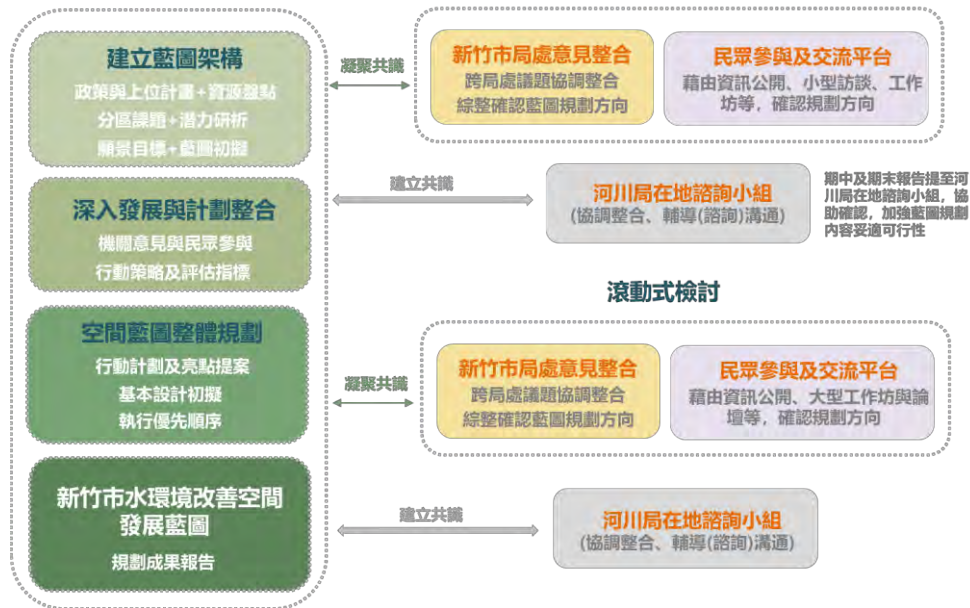 建立藍圖架構
政策與上位計畫+資源盤點
分區課題+潛力研析
願景目標+藍圖初擬
凝聚共識
新竹市局處意見整合
跨局處議題協調整合
綜整確認藍圖規劃方向
民眾參與及交流平台
藉由資訊公開、小型訪談、工作
坊等，確認規劃方向
深入發展與計劃整合
機關意見與民眾參與
行動策略及評估指標
建立共識
河川局在地諮詢小組
(協調整合、輔導(諮詢)溝通)
期中及期末報告提至河
川局在地諮詢小組，協
助確認，加強藍圖規劃
內容妥適可行性
滾動式檢討
空間藍圖整體規劃
行動計劃及亮點提案
基本設計初擬
執行優先順序
凝聚共識
新竹市局處意見整合
跨局處議題協調整合
綜整確認藍圖規劃方向
民眾參與及交流平台
藉由資訊公開、大型工作坊與論
壇等，確認規劃方向
新竹市水環境改善空間
發展藍圖
規劃成果報告
建立共識
河川局在地諮詢小組
(協調整合、輔導(諮詢)溝通)